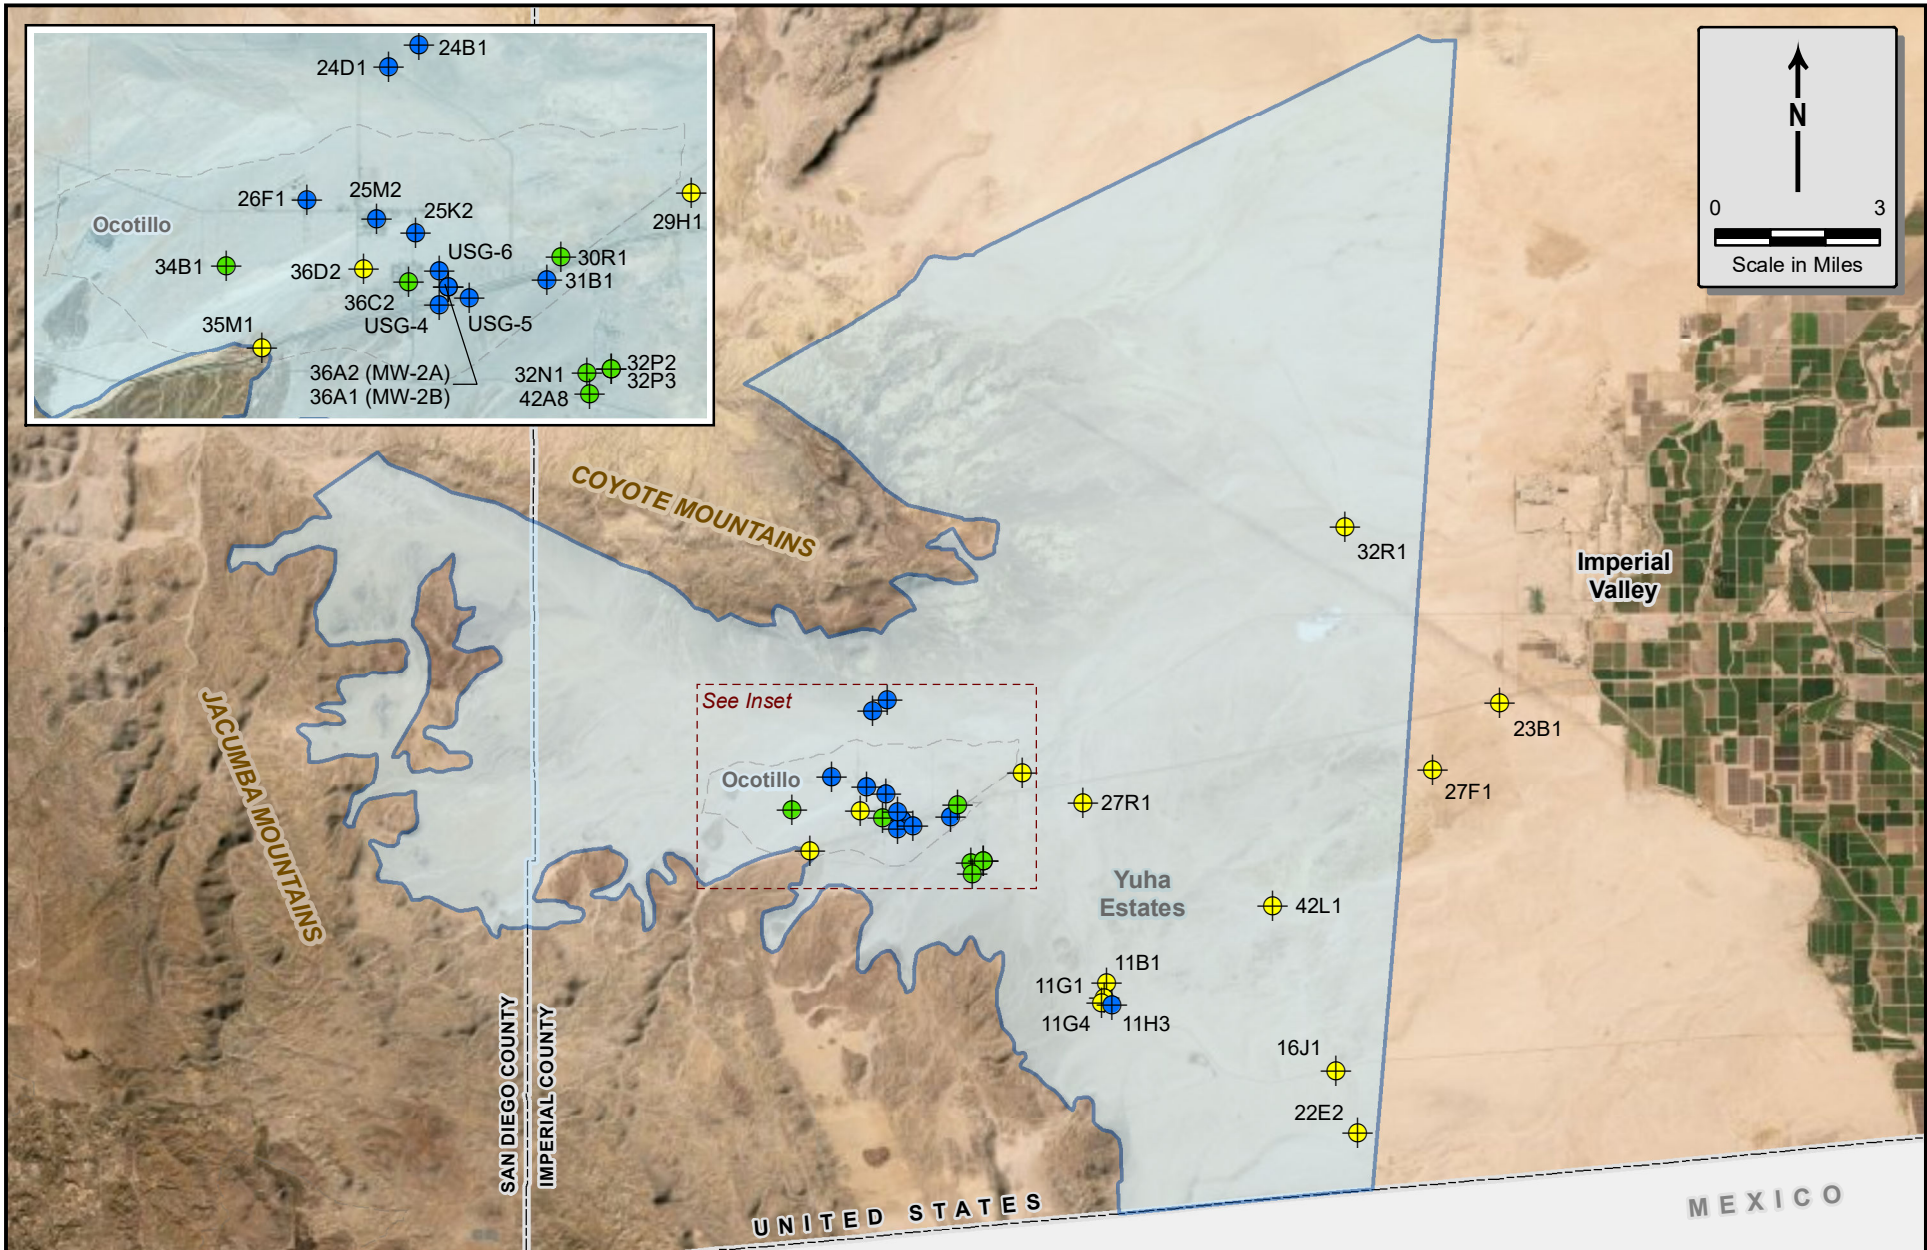 24B1
24D1
26F1
25M2
25K2
29H1
Ocotillo
USG-6
34B1
36D2
30R1
31B1
36C2
USG-4
USG-5
35M1
36A2 (MW-2A)
36A1 (MW-2B)
32N1
32P2
32P3
42A8
N
0 3
Scale in Miles
COYOTE MOUNTAINS
32R1
Imperial
Valley
JACUMBA MOUNTAINS
See Inset
23B1
Ocotillo
27F1
27R1
Yuha
Estates
42L1
11B1
11G1
11G4
11H3
16J1
22E2
SAN DIEGO COUNTY
IMPERIAL COUNTY
UNITED STATES
MEXICO